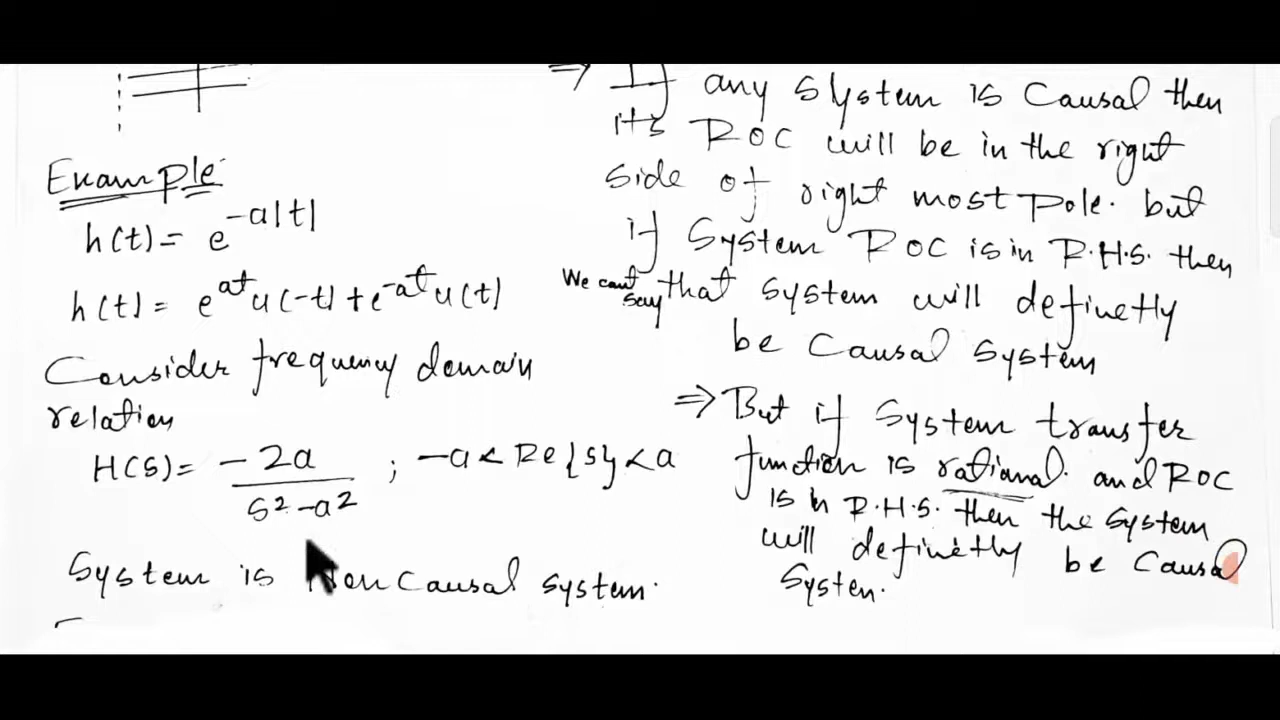 Example
h(t) = e^{-a|t|}
h(t) = e^{at} u(-t) + e^{-at} u(t)
Consider frequency domain
relation
H(s) = \frac{-2a}{s^2 - a^2} ; -a < Re{s} < a
System is Non Causal system.
⇒ If any system is Causal then
its ROC will be in the right
side of right most pole. but
if System ROC is in R.H.S. then
We can't say that system will definetly
be Causal System
⇒ But if System transfer
function is rational. and ROC
is in R.H.S. then the System
will definetly be Causal
System.